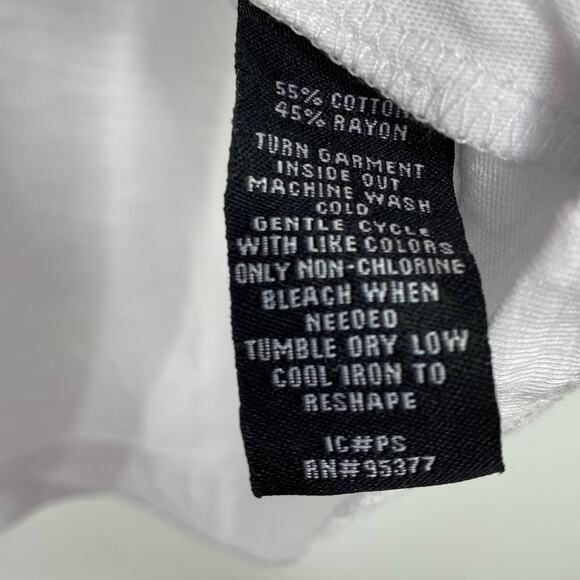 55% COTTON
45% RAYON
TURN GARMENT
INSIDE OUT
MACHINE WASH
COLD
GENTLE CYCLE
WITH LIKE COLORS
ONLY NON-CHLORINE
BLEACH WHEN
NEEDED
TUMBLE DRY LOW
COOL IRON TO
RESHAPE
IC#PS
RN#95377